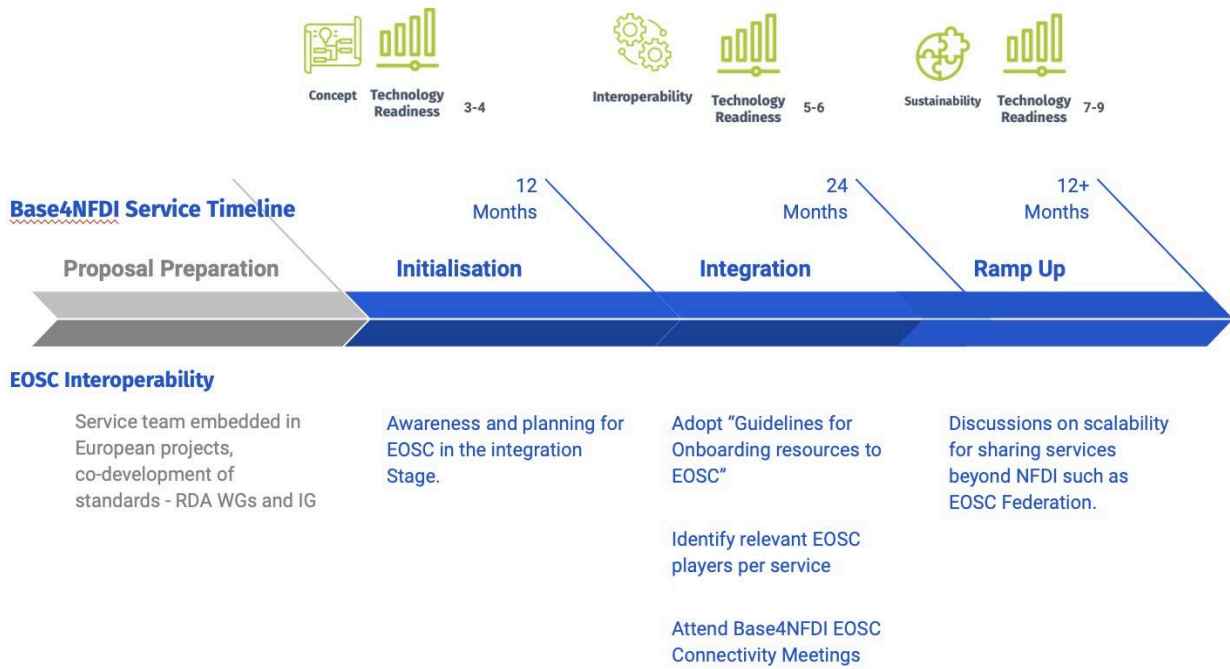 Concept
Technology
Readiness
3-4
Interoperability
Technology
Readiness
5-6
Sustainability
Technology
Readiness
7-9
Base4NFDI Service Timeline
12
Months
24
Months
12+
Months
Proposal Preparation
Initialisation
Integration
Ramp Up
EOSC Interoperability
Service team embedded in
European projects,
co-development of
standards - RDA WGs and IG
Awareness and planning for
EOSC in the integration
Stage.
Adopt “Guidelines for
Onboarding resources to
EOSC”
Identify relevant EOSC
players per service
Attend Base4NFDI EOSC
Connectivity Meetings
Discussions on scalability
for sharing services
beyond NFDI such as
EOSC Federation.